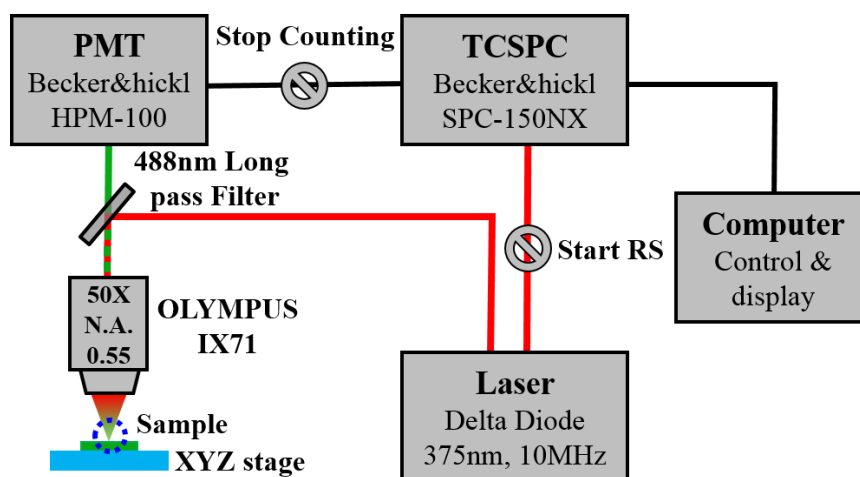 PMT
Becker&hickl
HPM-100
Stop Counting
TCSPC
Becker&hickl
SPC-150NX
488nm Long
pass Filter
Computer
Control &
display
Start RS
50X
N.A.
0.55
OLYMPUS
IX71
Laser
Delta Diode
375nm, 10MHz
Sample
XYZ stage